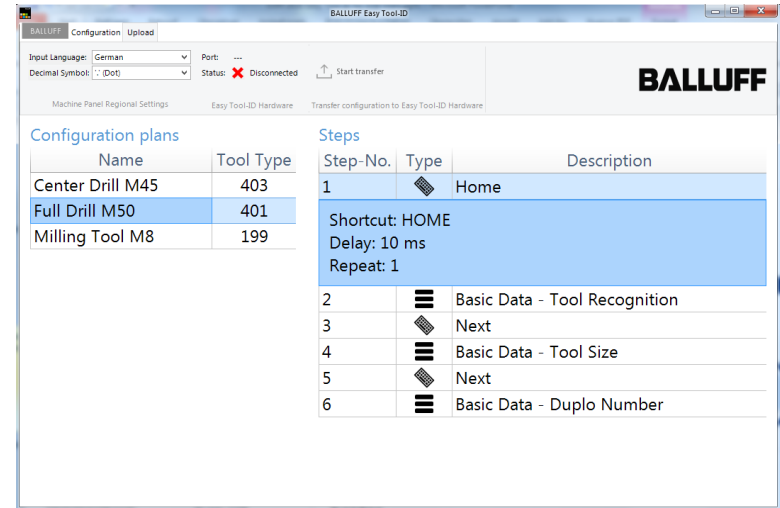 BALLUFF Easy Tool-ID
BALLUFF Configuration Upload
Input Language: German Port: ---
Decimal Symbol: '.' (Dot) Status: Disconnected Start transfer
BALLUFF
Machine Panel Regional Settings Easy Tool-ID Hardware Transfer configuration to Easy Tool-ID Hardware
Configuration plans
Name Tool Type
Center Drill M45 403
Full Drill M50 401
Milling Tool M8 199
Steps
Step-No. Type Description
1 Home
Shortcut: HOME
Delay: 10 ms
Repeat: 1
2 Basic Data - Tool Recognition
3 Next
4 Basic Data - Tool Size
5 Next
6 Basic Data - Duplo Number